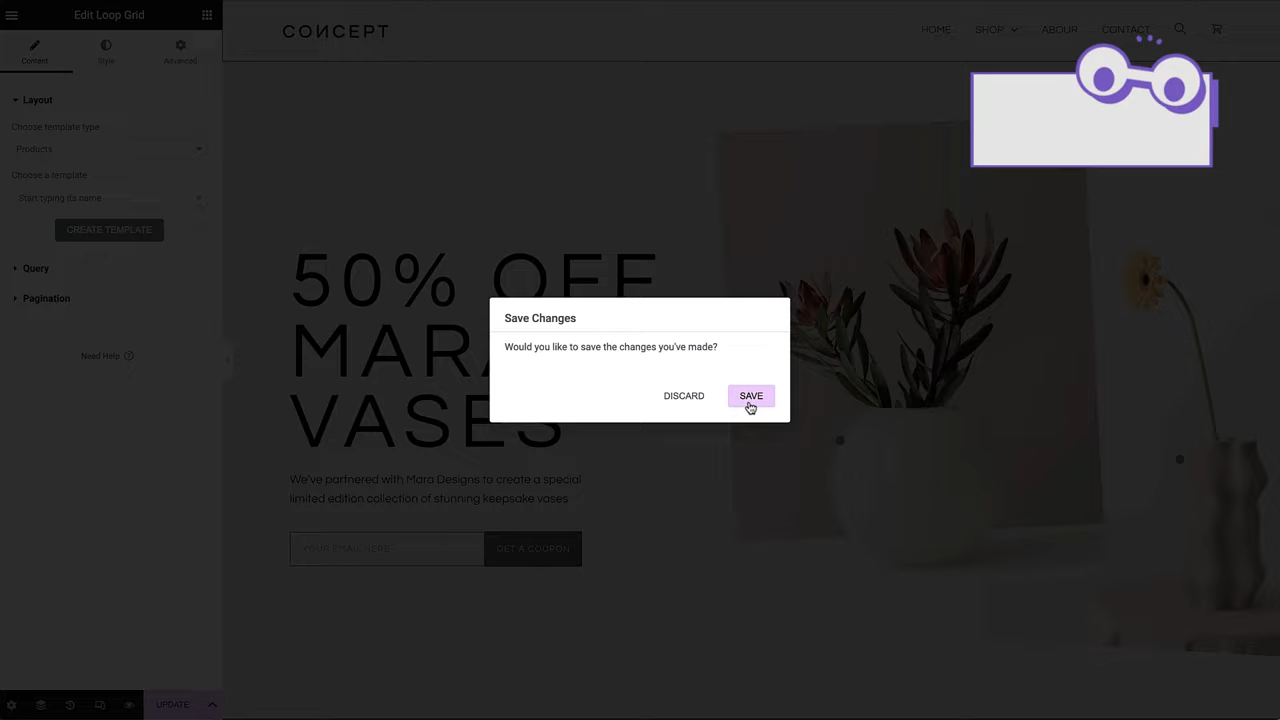 Edit Loop Grid
Content
Style
Advanced
Layout
Choose template type
Products
Choose a template
Start typing its name
CREATE TEMPLATE
Query
Pagination
Need Help
UPDATE
CONCEPT
HOME
SHOP
ABOUR
CONTACT
50% OFF
MARA
VASES
We've partnered with Mara Designs to create a special
limited edition collection of stunning keepsake vases
YOUR EMAIL HERE
GET A COUPON
Save Changes
Would you like to save the changes you've made?
DISCARD
SAVE